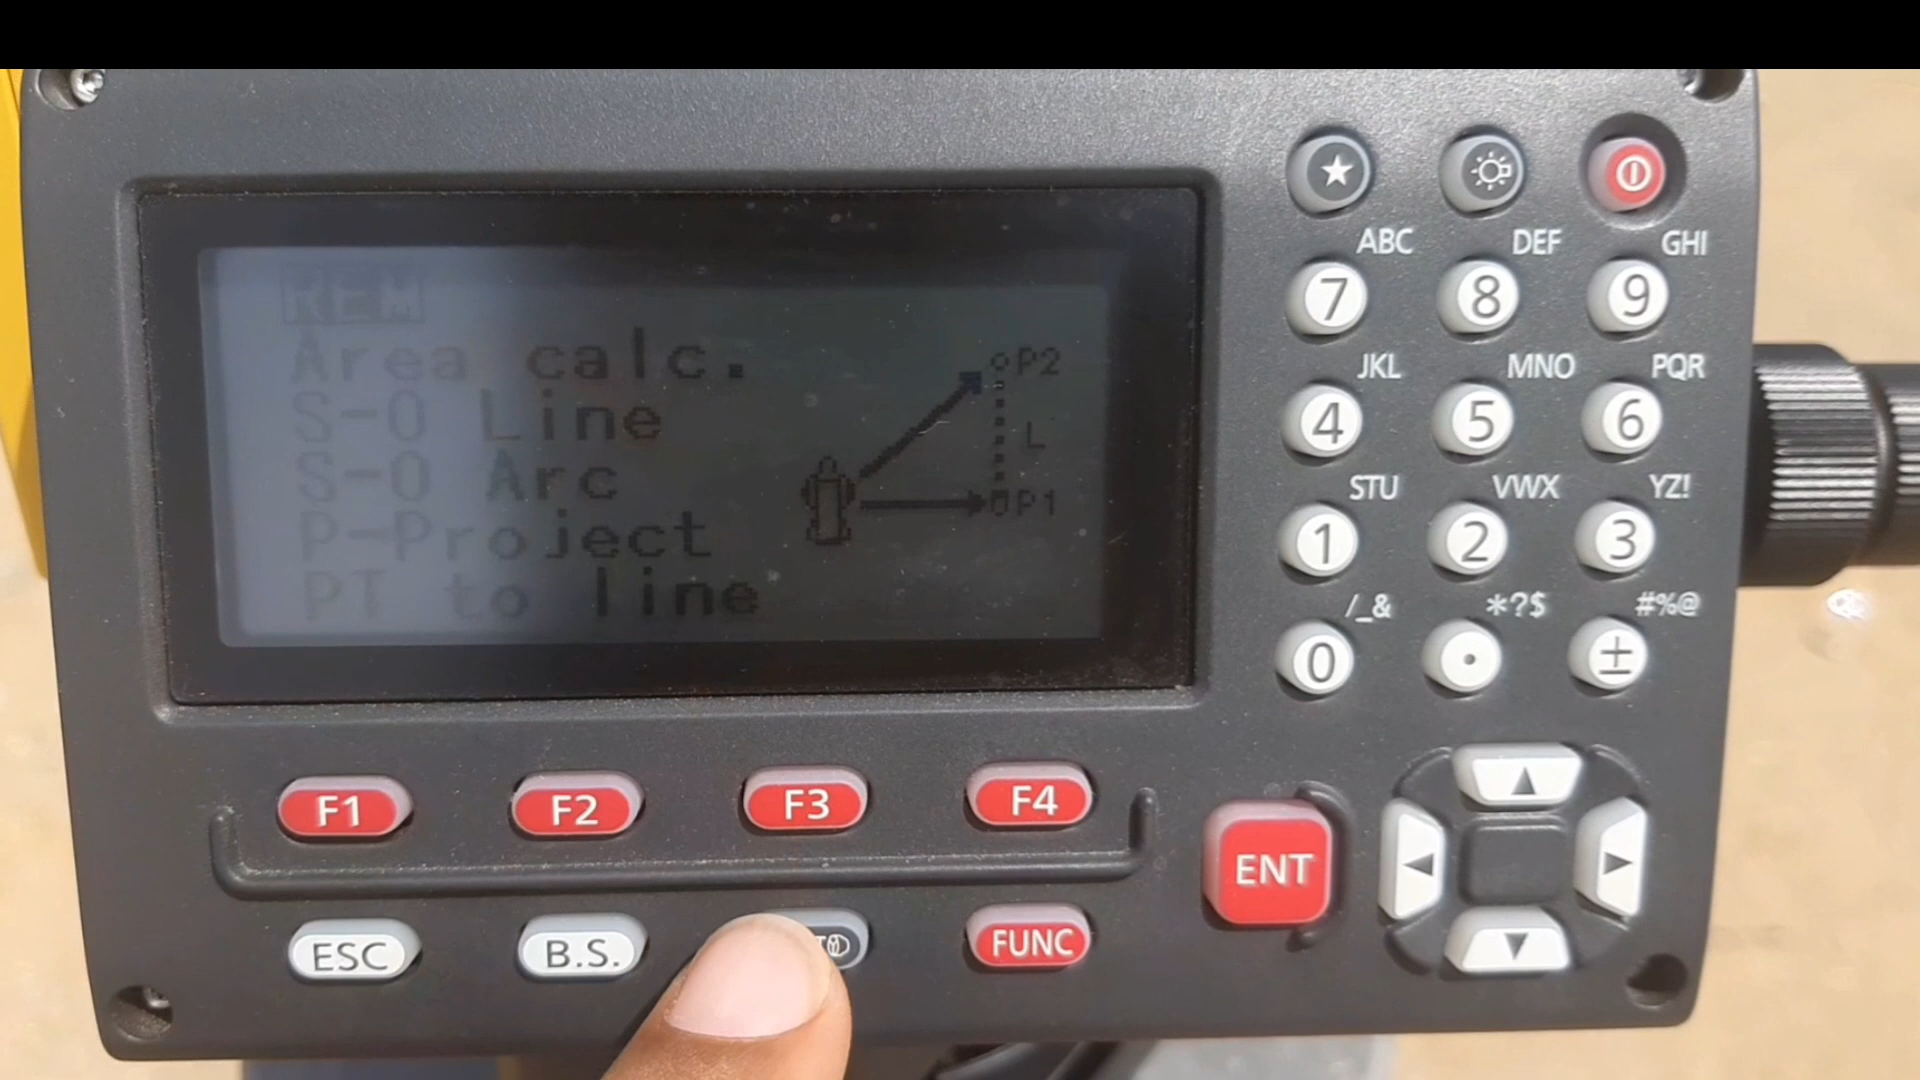 REM
Area calc.
S-O Line
S-O Arc
P-Project
PT to line
P2
L
P1
ABC DEF GHI
7 8 9
JKL MNO PQR
4 5 6
STU VWX YZ!
1 2 3
/_& *?$ #%@
0 . ±
F1 F2 F3 F4
ENT
ESC B.S. FUNC